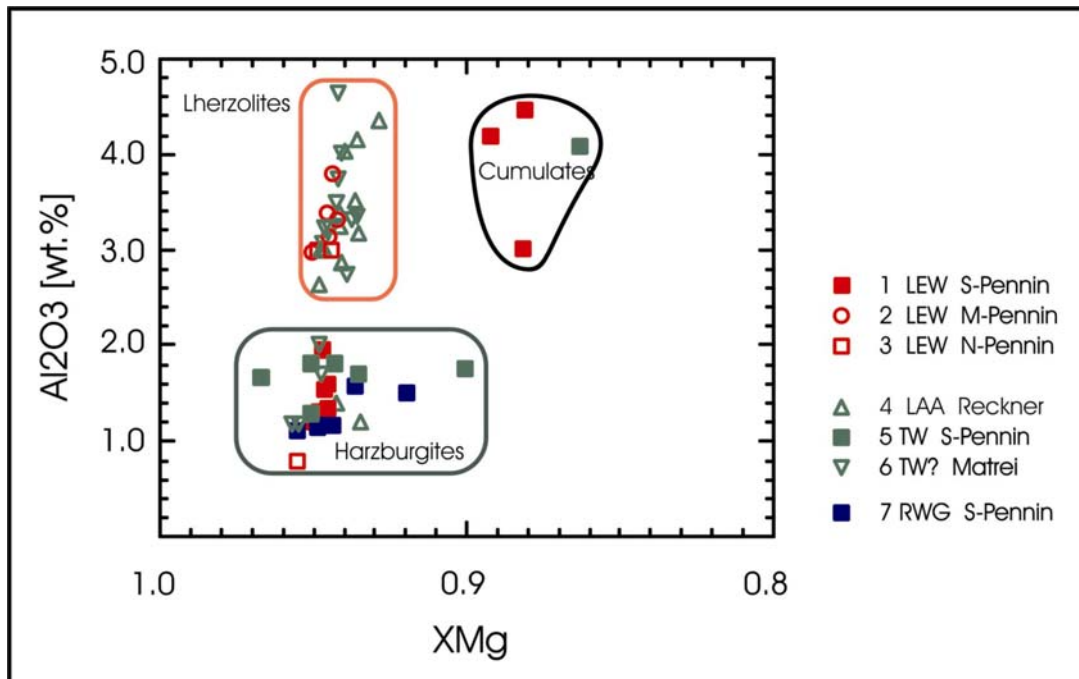 5.0
Lherzolites
4.0
Cumulates
3.0
2.0
1.0
Harzburgites
Al2O3 [wt.%]
1.0
0.9
0.8
XMg
1 LEW S-Pennin
2 LEW M-Pennin
3 LEW N-Pennin
4 LAA Reckner
5 TW S-Pennin
6 TW? Matrei
7 RWG S-Pennin